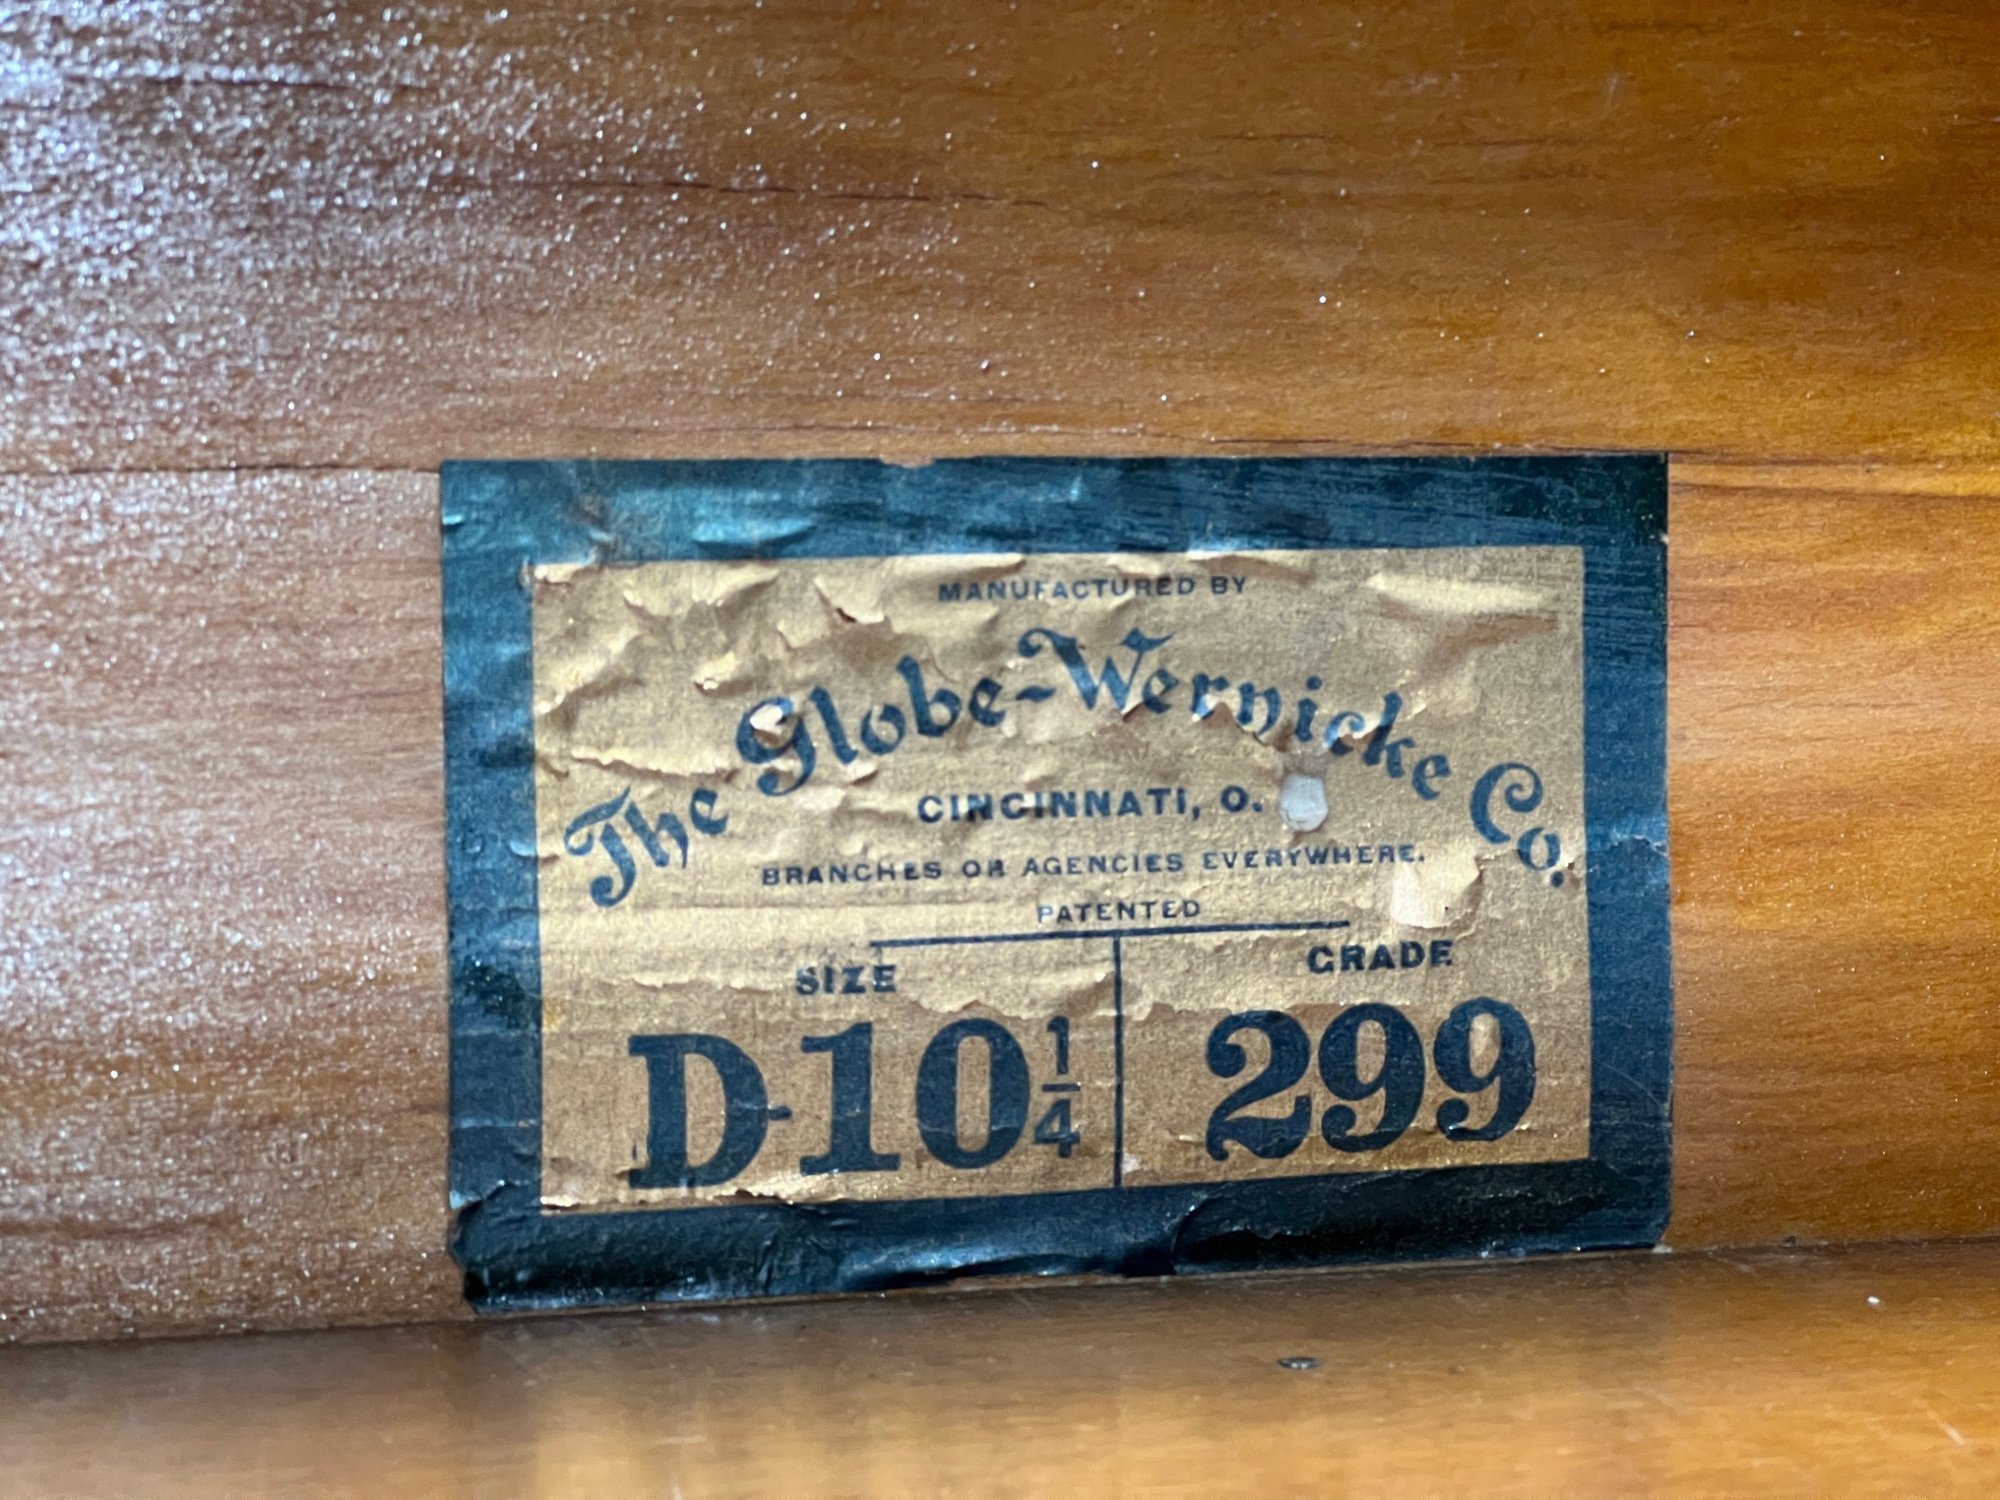 MANUFACTURED BY
The Globe-Wernicke Co.
CINCINNATI, O.
BRANCHES OR AGENCIES EVERYWHERE.
PATENTED
SIZE GRADE
D-10 1/4 299